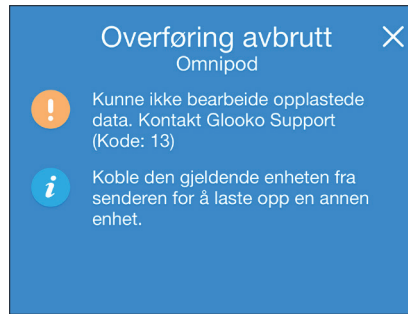 Overføring avbrutt
Omnipod
Kunne ikke bearbeide opplastede
data. Kontakt Glooko Support
(Kode: 13)
Koble den gjeldende enheten fra
senderen for å laste opp en annen
enhet.